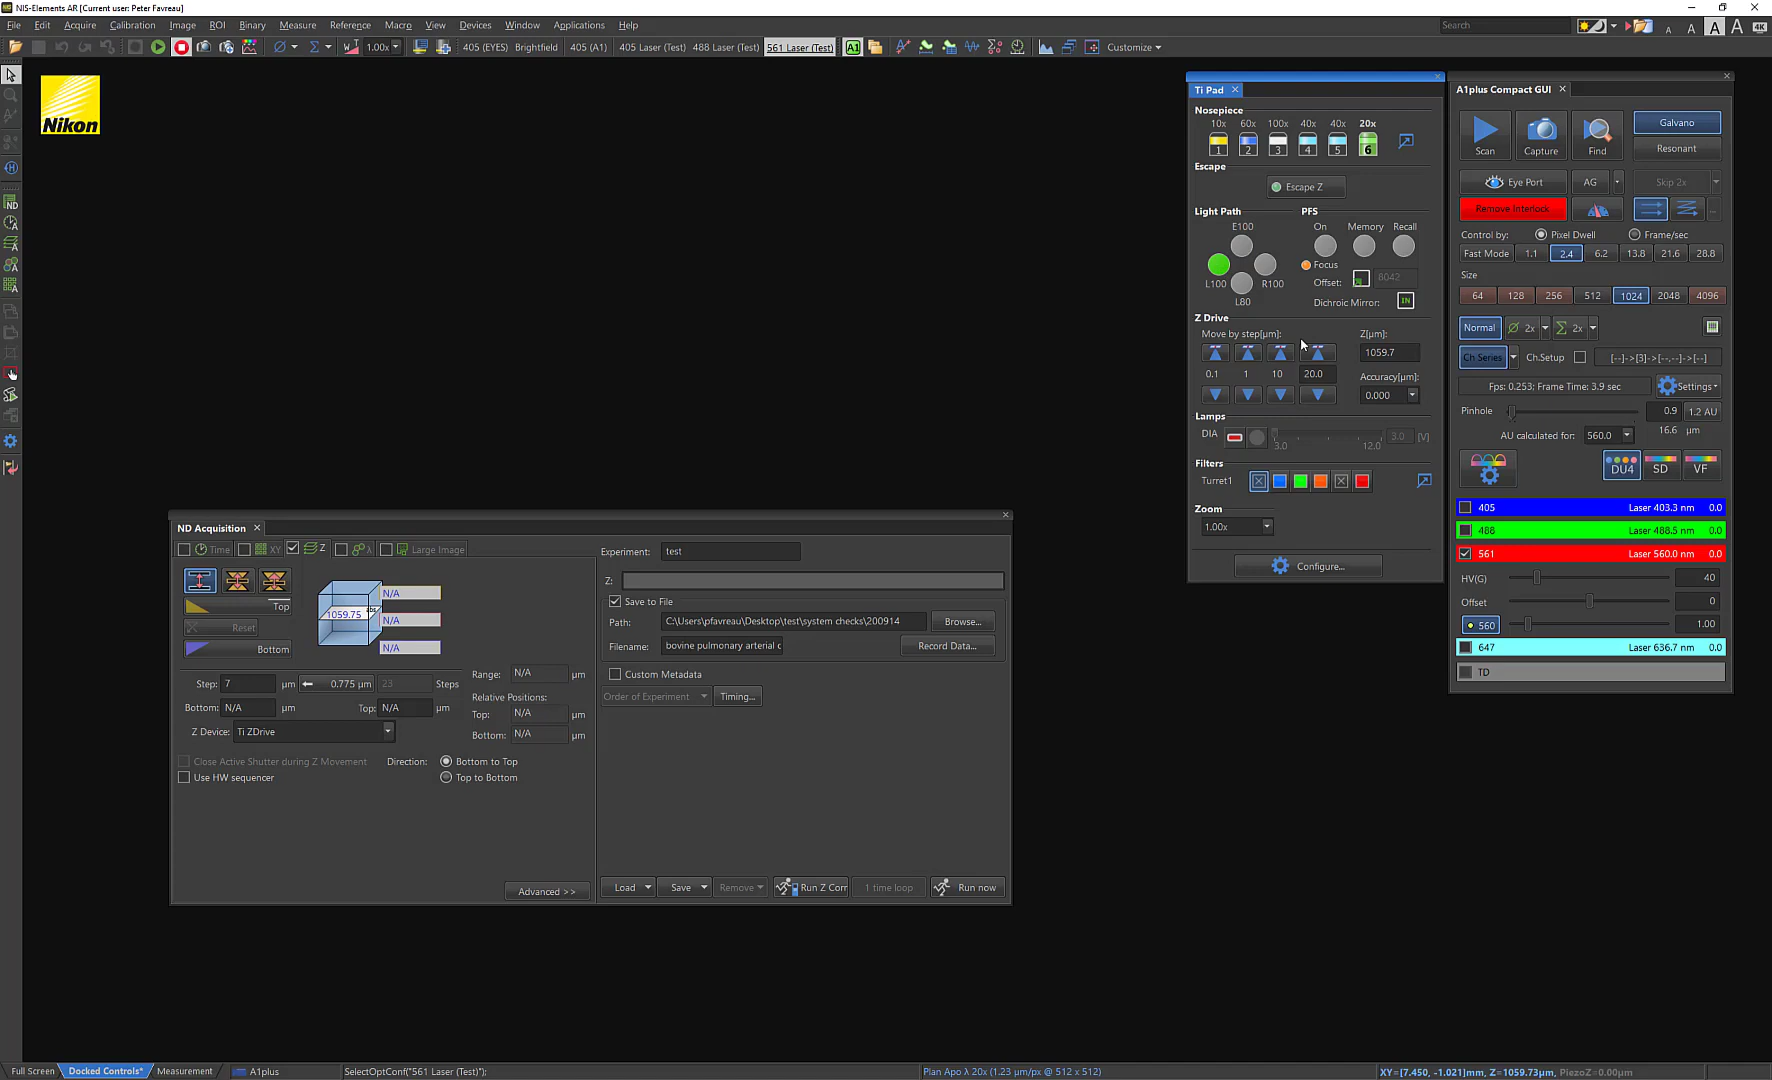 NIS-Elements AR [Current user: Peter Favreau]
File Edit Acquire Calibration Image ROI Binary Measure Reference Macro View Devices Window Applications Help
Search
1.00x 405 (EYES) Brightfield 405 (A1) 405 Laser (Test) 488 Laser (Test) 561 Laser (Test) A1 Customize
Nikon
Ti Pad
Nosepiece
10x 60x 100x 40x 40x 20x
1 2 3 4 5 6
Escape
Escape Z
Light Path PFS
E100 On Memory Recall
Focus
L100 R100 Offset: 8042
L80 Dichroic Mirror: IN
Z Drive
Move by step[µm]: Z[µm]:
1059.7
0.1 1 10 20.0 Accuracy[µm]:
0.000
Lamps
DIA 3.0 12.0 3.0 [V]
Filters
Turret1
Zoom
1.00x
Configure...
A1plus Compact GUI
Scan Capture Find Galvano
Resonant
Eye Port AG Skip 2x
Remove Interlock
Control by: Pixel Dwell Frame/sec
Fast Mode 1.1 2.4 6.2 13.8 21.6 28.8
Size
64 128 256 512 1024 2048 4096
Normal 2x 2x
Ch Series Ch.Setup [--]->[3]->[--,--]->[--]
Fps: 0.253; Frame Time: 3.9 sec Settings
Pinhole 0.9 1.2 AU
AU calculated for: 560.0 16.6 µm
DU4 SD VF
405 Laser 403.3 nm 0.0
488 Laser 488.5 nm 0.0
561 Laser 560.0 nm 0.0
HV(G) 40
Offset 0
560 1.00
647 Laser 636.7 nm 0.0
TD
ND Acquisition
Time XY Z λ Large Image
Top
Reset
Bottom
1059.75 abs
N/A
N/A
N/A
Step: 7 µm 0.775 µm 23 Steps
Bottom: N/A µm Top: N/A µm
Z Device: Ti ZDrive
Range: N/A µm
Relative Positions:
Top: N/A µm
Bottom: N/A µm
Close Active Shutter during Z Movement Direction: Bottom to Top
Use HW sequencer Top to Bottom
Advanced >>
Experiment: test
Z:
Save to File
Path: C:\Users\pfavreau\Desktop\test\system checks\200914 Browse...
Filename: bovine pulmonary arterial c Record Data...
Custom Metadata
Order of Experiment Timing...
Load Save Remove Run Z Corr 1 time loop Run now
Full Screen Docked Controls* Measurement A1plus SelectOptConf("561 Laser (Test)"); Plan Apo λ 20x (1.23 µm/px @ 512 x 512) XY=[7.450, -1.021]mm, Z=1059.73µm, PiezoZ=0.00µm